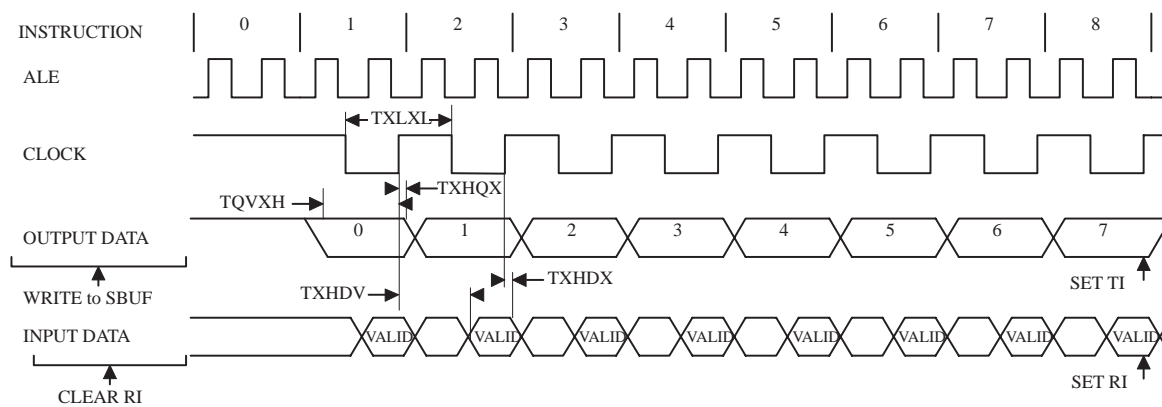 INSTRUCTION 0 1 2 3 4 5 6 7 8
ALE
TXLXL
CLOCK
TXHQX
TQVXH
OUTPUT DATA 0 1 2 3 4 5 6 7
TXHDX
SET TI
TXHDV
WRITE to SBUF
INPUT DATA VALID VALID VALID VALID VALID VALID VALID VALID
SET RI
CLEAR RI